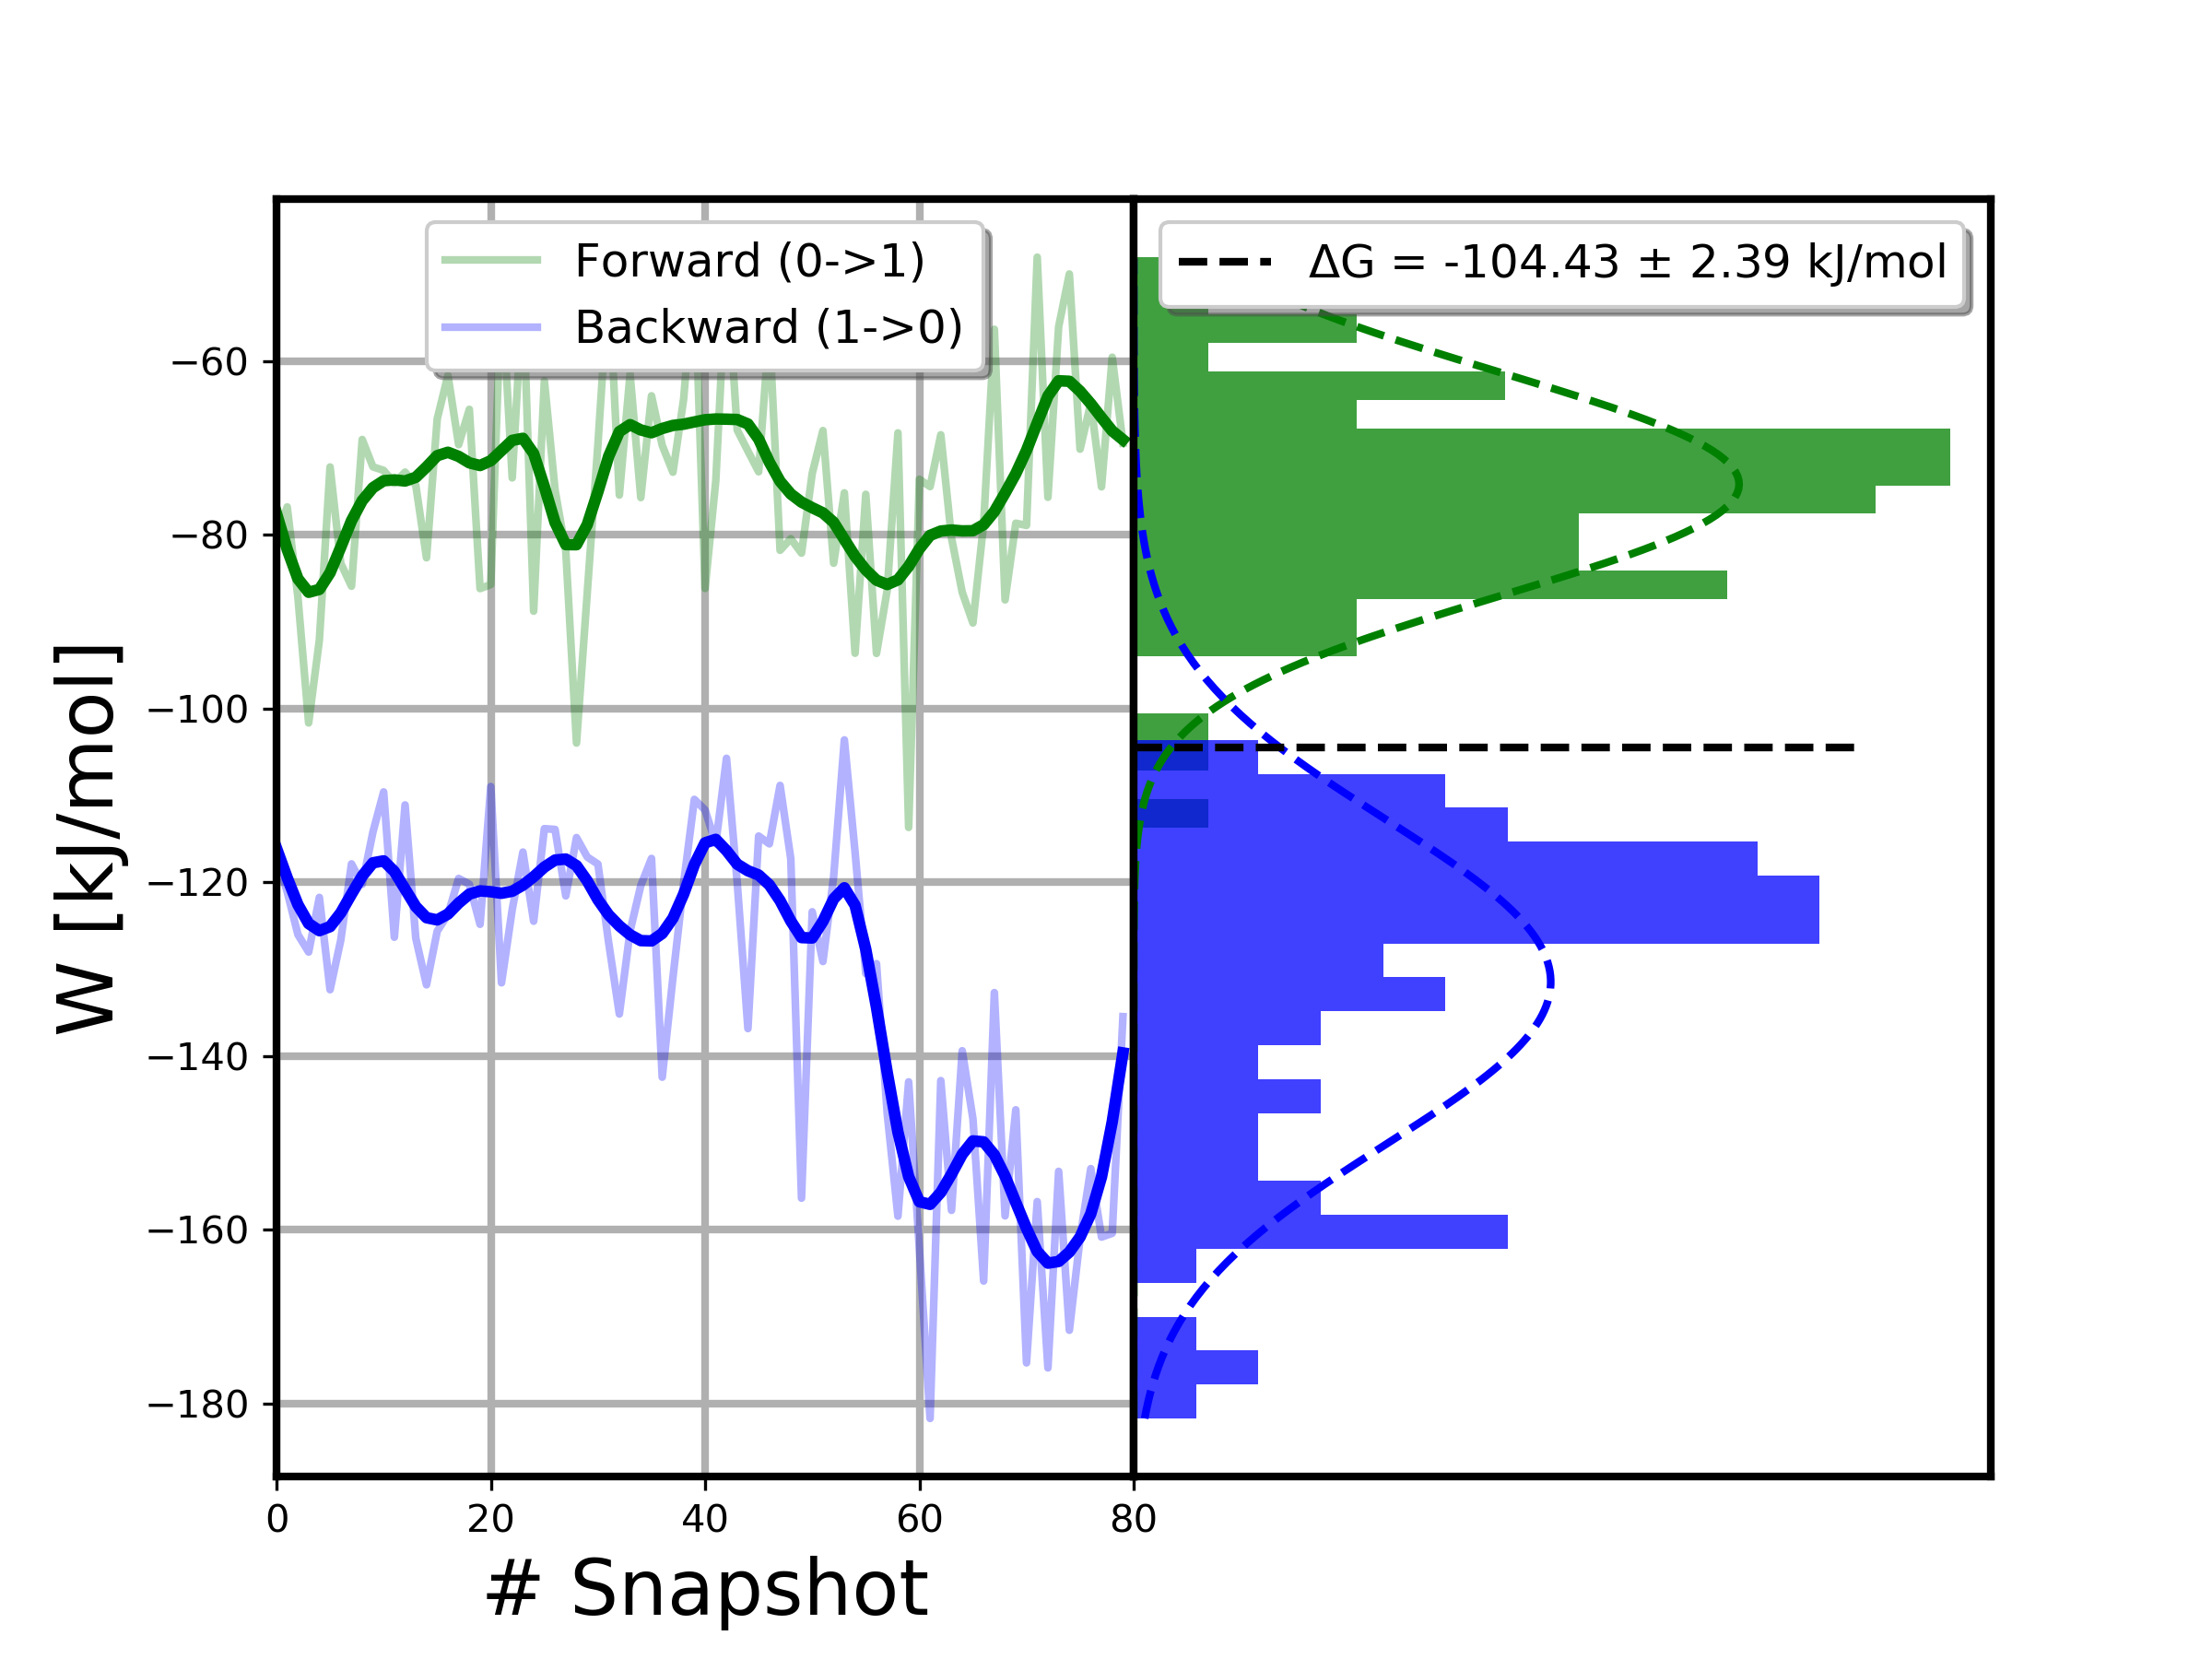 Forward (0->1)
Backward (1->0)
ΔG = -104.43 ± 2.39 kJ/mol
W [kJ/mol]
−60
−80
−100
−120
−140
−160
−180
0 20 40 60 80
# Snapshot